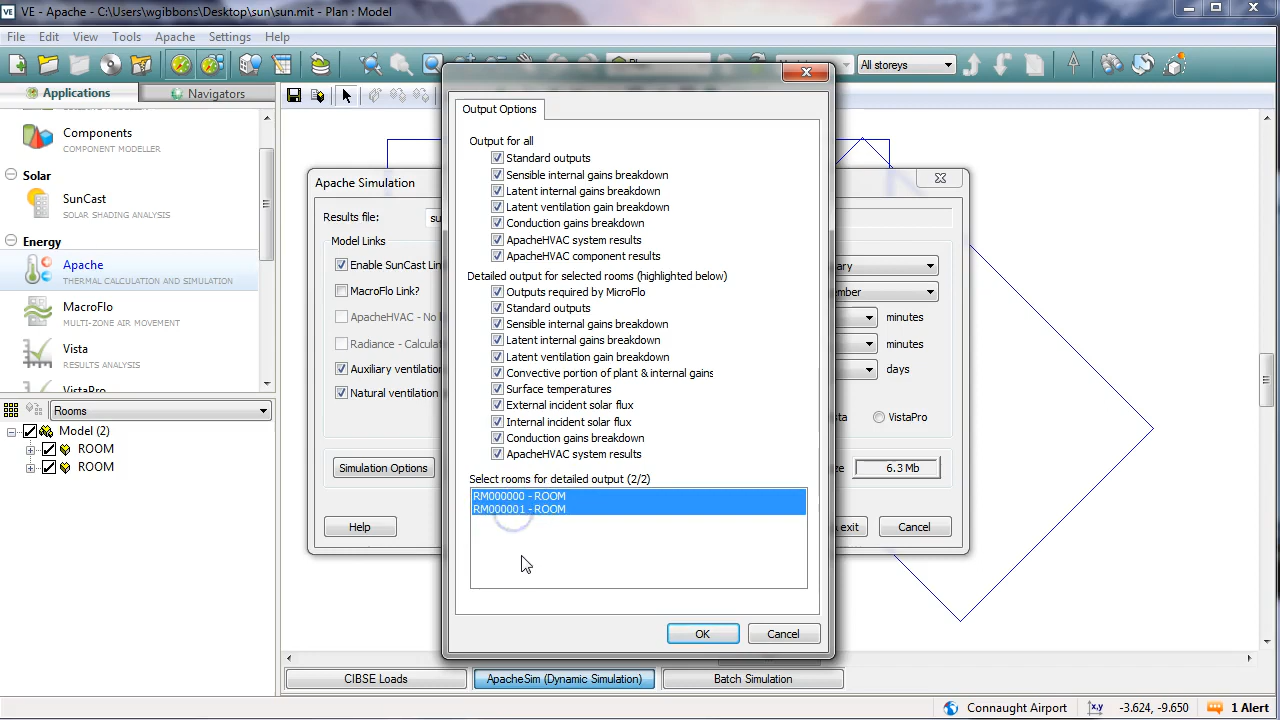 VE - Apache - C:\Users\wgibbons\Desktop\sun\sun.mit - Plan : Model
File Edit View Tools Apache Settings Help
All storeys
Applications
Navigators
Output Options
Components
COMPONENT MODELLER
Solar
SunCast
SOLAR SHADING ANALYSIS
Energy
Apache
THERMAL CALCULATION AND SIMULATION
MacroFlo
MULTI-ZONE AIR MOVEMENT
Vista
RESULTS ANALYSIS
VistaPro
Rooms
Model (2)
ROOM
ROOM
Apache Simulation
Results file:
su
Model Links
Enable SunCast Lin
MacroFlo Link?
ApacheHVAC - No
Radiance - Calcula
Auxiliary ventilatio
Natural ventilation
Simulation Options
Help
Output for all
Standard outputs
Sensible internal gains breakdown
Latent internal gains breakdown
Latent ventilation gain breakdown
Conduction gains breakdown
ApacheHVAC system results
ApacheHVAC component results
Detailed output for selected rooms (highlighted below)
Outputs required by MicroFlo
Standard outputs
Sensible internal gains breakdown
Latent internal gains breakdown
Latent ventilation gain breakdown
Convective portion of plant & internal gains
Surface temperatures
External incident solar flux
Internal incident solar flux
Conduction gains breakdown
ApacheHVAC system results
Select rooms for detailed output (2/2)
RM000000 - ROOM
RM000001 - ROOM
OK
Cancel
ary
mber
minutes
minutes
days
sta
VistaPro
ze
6.3 Mb
exit
Cancel
CIBSE Loads
ApacheSim (Dynamic Simulation)
Batch Simulation
Connaught Airport
x,y
-3.624, -9.650
1 Alert